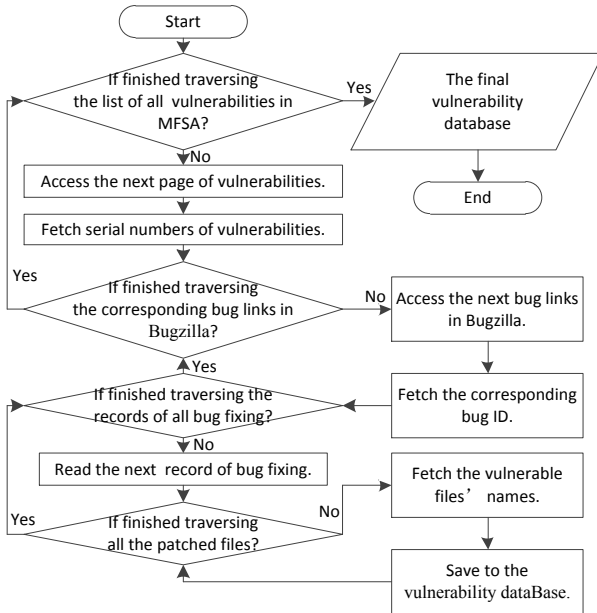 Start
If finished traversing
the list of all vulnerabilities in
MFSA?
Yes
The final
vulnerability
database
No
Access the next page of vulnerabilities.
End
Fetch serial numbers of vulnerabilities.
Yes
If finished traversing
the corresponding bug links in
Bugzilla?
No
Access the next bug links
in Bugzilla.
Yes
If finished traversing the
records of all bug fixing?
Fetch the corresponding
bug ID.
No
Read the next record of bug fixing.
Fetch the vulnerable
files’ names.
No
Yes
If finished traversing
all the patched files?
Save to the
vulnerability dataBase.